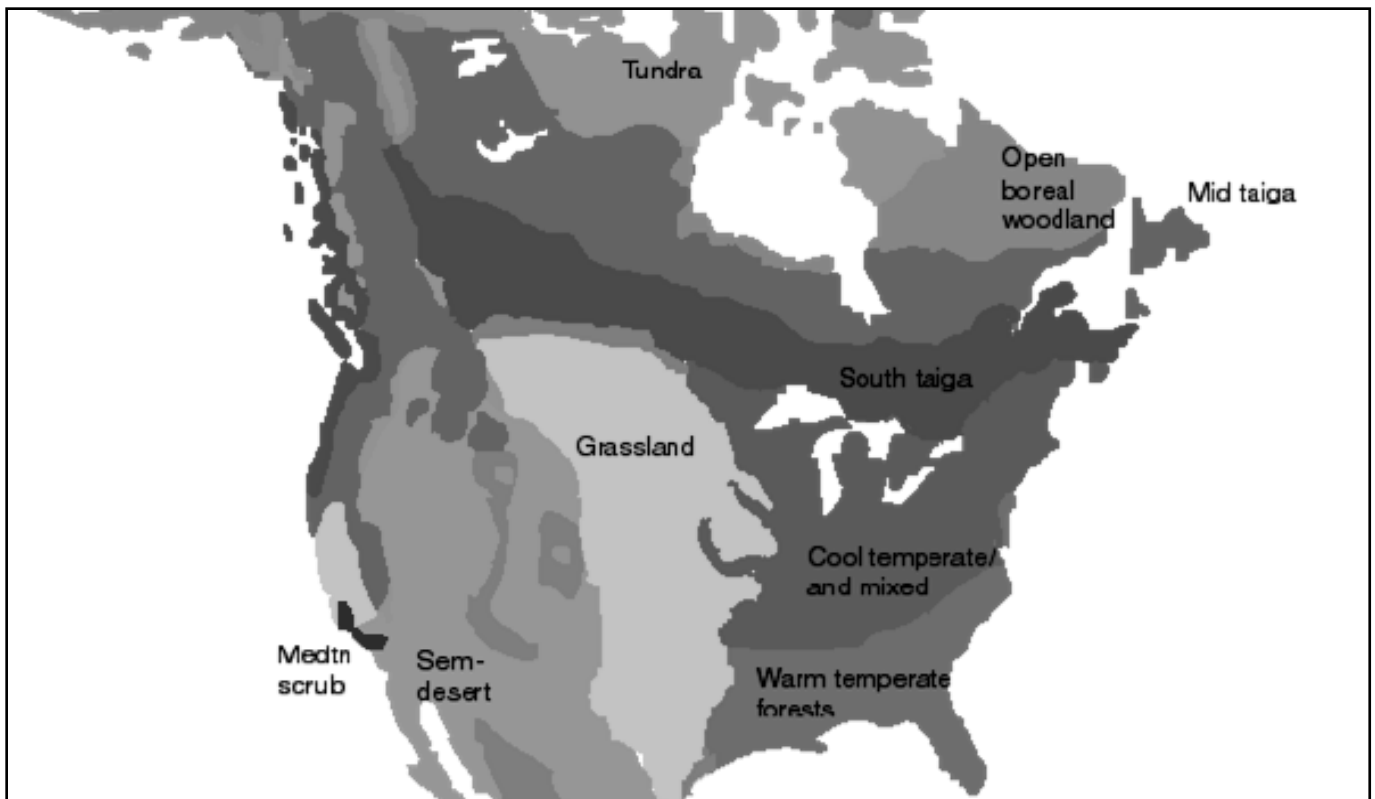 Tundra
Open
boreal
woodland
Mid taiga
South taiga
Grassland
Cool temperate/
and mixed
Medtn
scrub
Sem-
desert
Warm temperate
forests